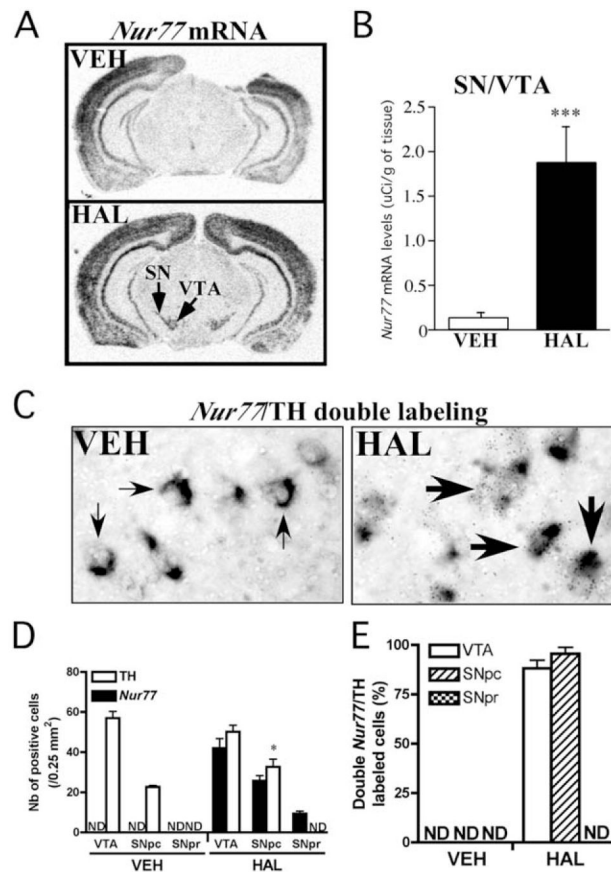 A
Nur77 mRNA
VEH
HAL
SN
VTA
B
SN/VTA
Nur77 mRNA levels (uCi/g of tissue)
2.5
2.0
1.5
1.0
0.5
0
***
VEH
HAL
C
Nur77/TH double labeling
VEH
HAL
D
Nb of positive cells
(/0.25 mm²)
80
60
40
20
0
TH
Nur77
*
ND
ND
NDND
ND
VTA
SNpc
SNpr
VTA
SNpc
SNpr
VEH
HAL
E
Double Nur77/TH
labeled cells (%)
100
75
50
25
0
VTA
SNpc
SNpr
ND ND ND
ND
VEH
HAL